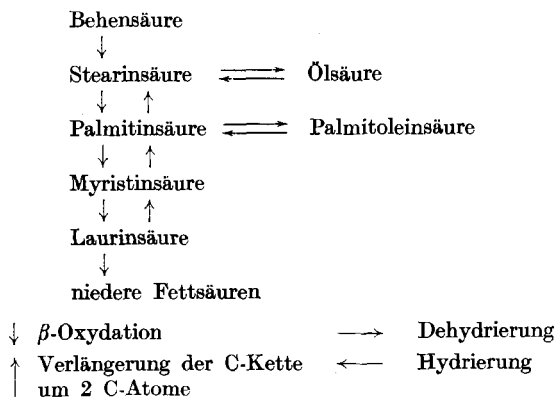 Behensäure
↓
Stearinsäure ⇄ Ölsäure
↓ ↑
Palmitinsäure ⇄ Palmitoleinsäure
↓ ↑
Myristinsäure
↓ ↑
Laurinsäure
↓
niedere Fettsäuren
↓ β-Oxydation → Dehydrierung
↑ Verlängerung der C-Kette ← Hydrierung
um 2 C-Atome